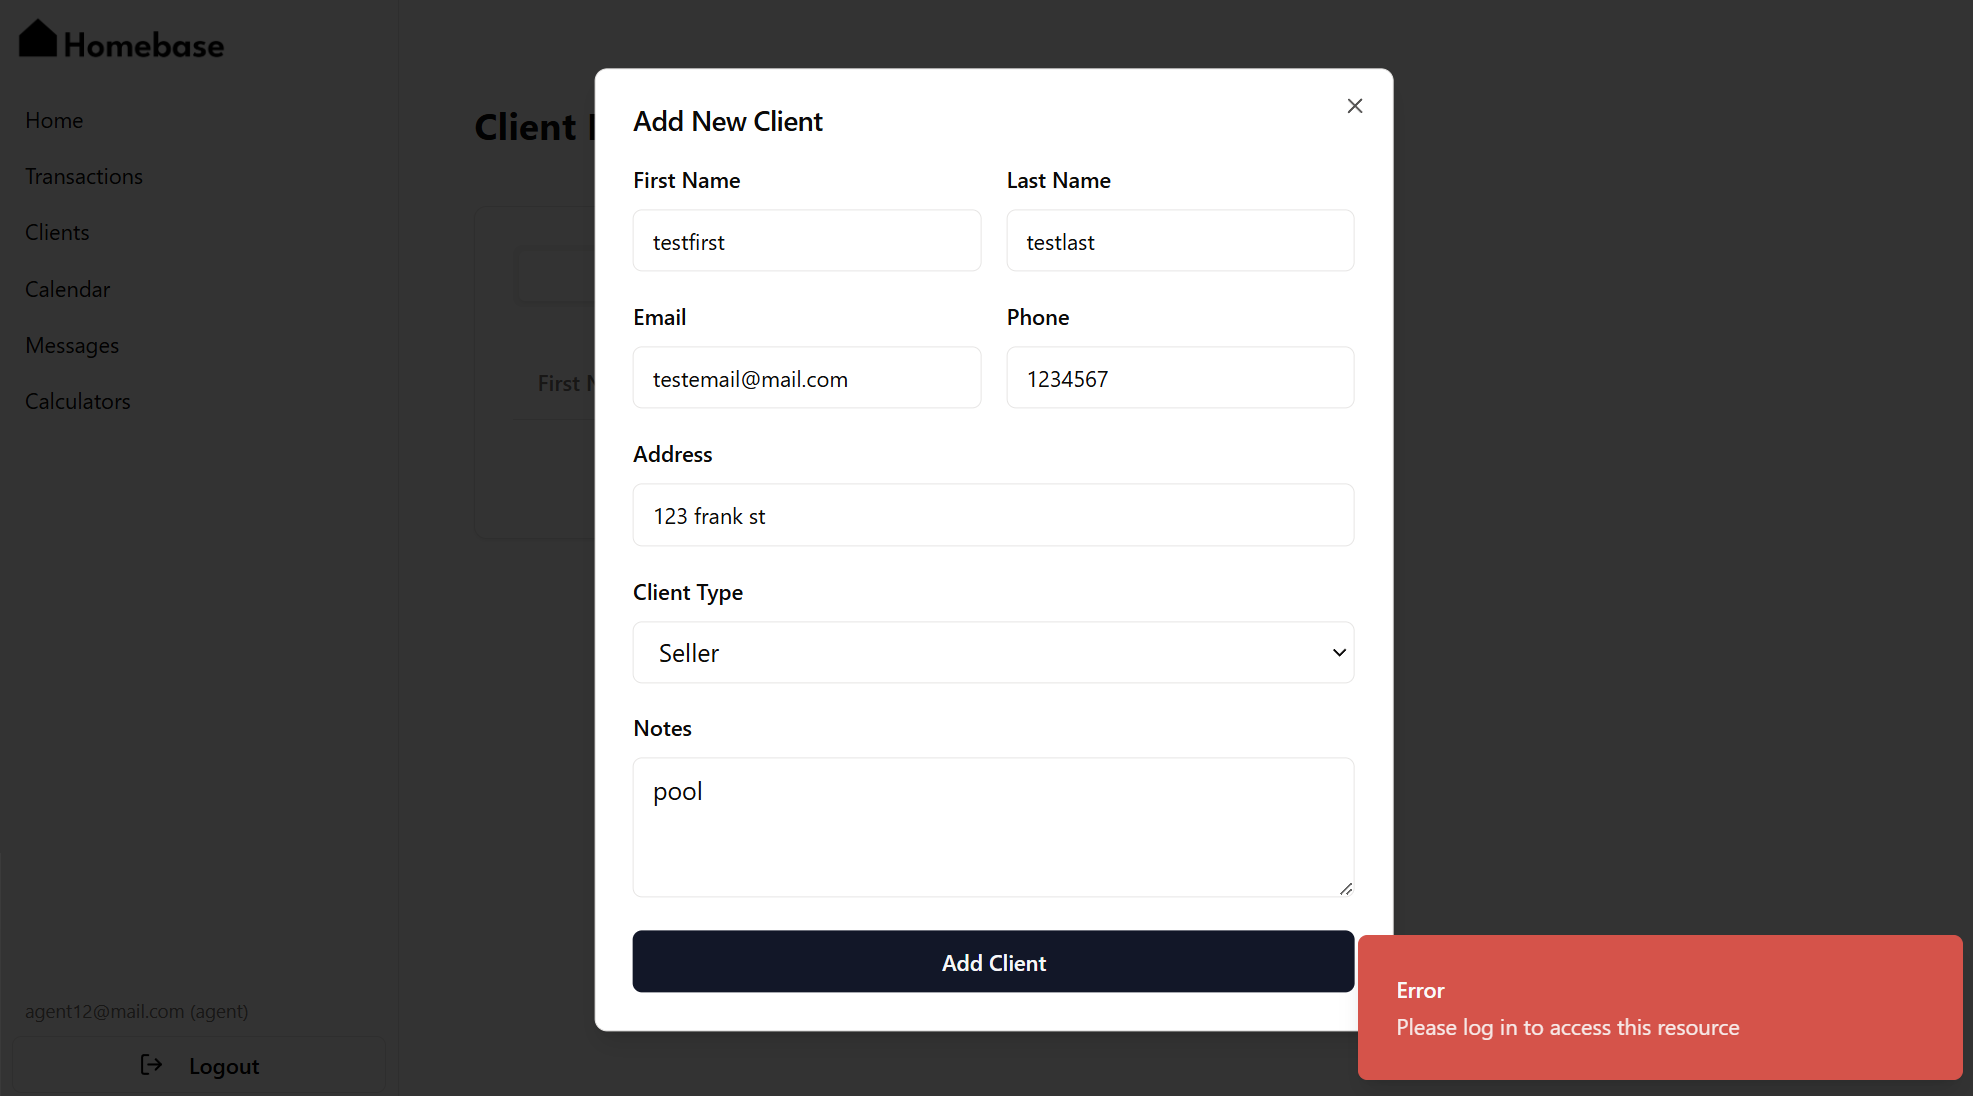 Homebase
Home
Transactions
Clients
Calendar
Messages
Calculators
agent12@mail.com (agent)
Logout
Client
First
Add New Client
First Name
Last Name
testfirst
testlast
Email
Phone
testemail@mail.com
1234567
Address
123 frank st
Client Type
Seller
Notes
pool
Add Client
Error
Please log in to access this resource